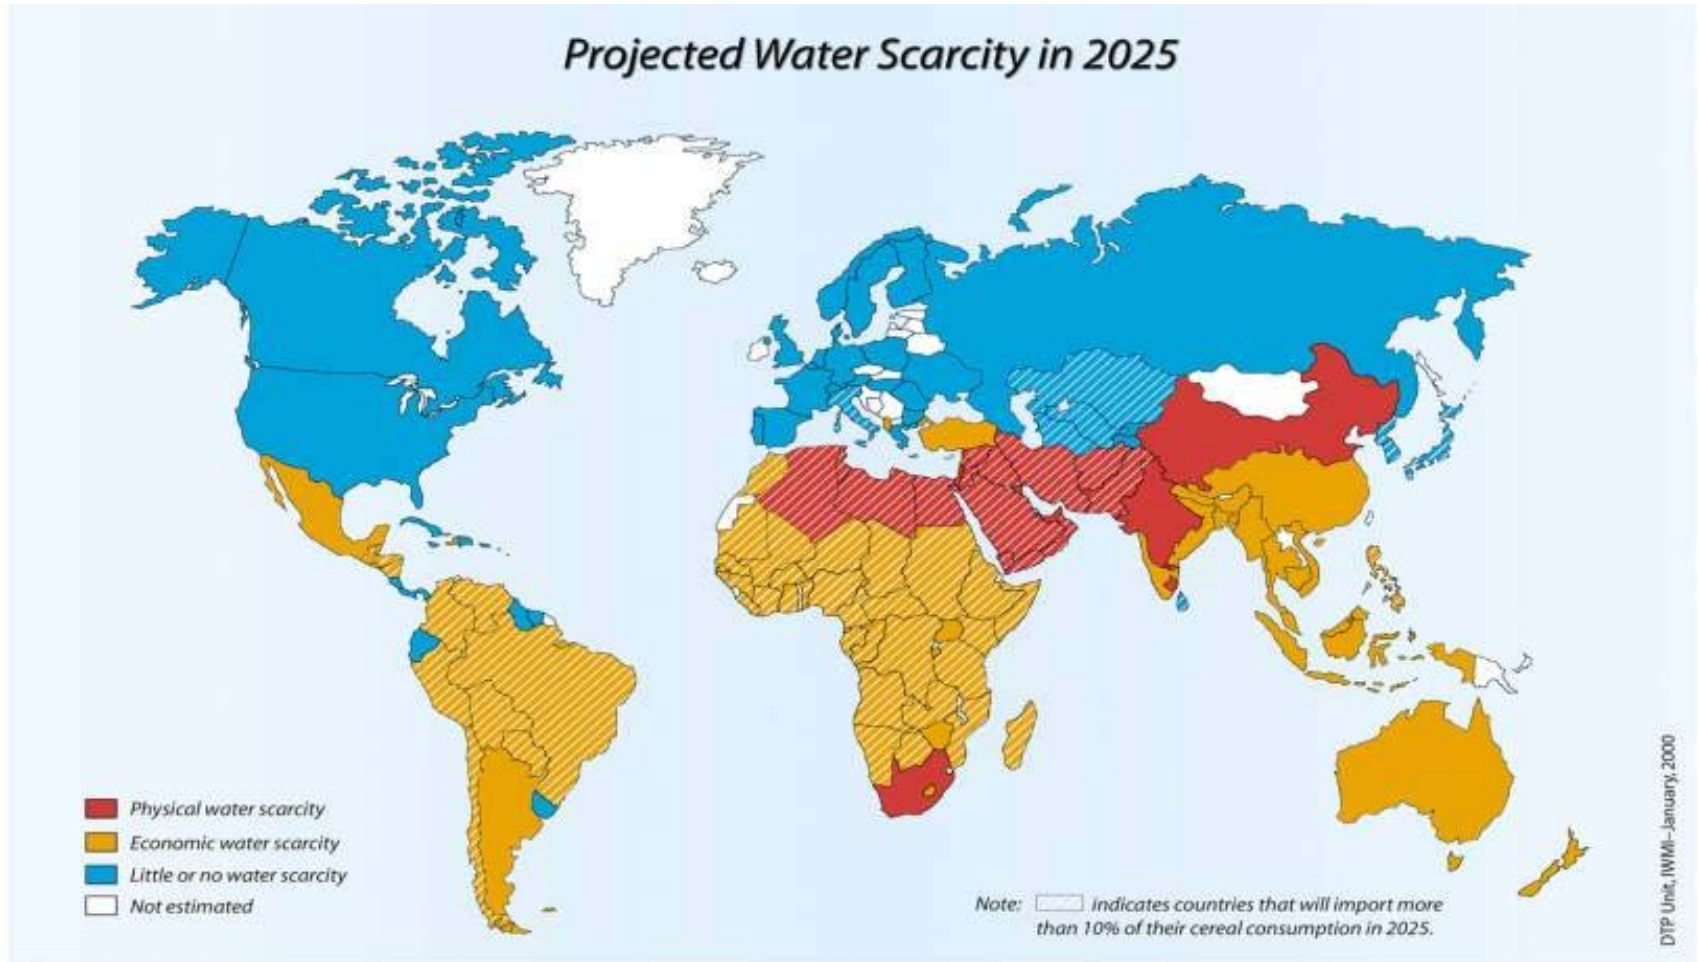 Projected Water Scarcity in 2025
Physical water scarcity
Economic water scarcity
Little or no water scarcity
Not estimated
Note: indicates countries that will import more
than 10% of their cereal consumption in 2025.
DTP Unit, IWMI–January, 2000